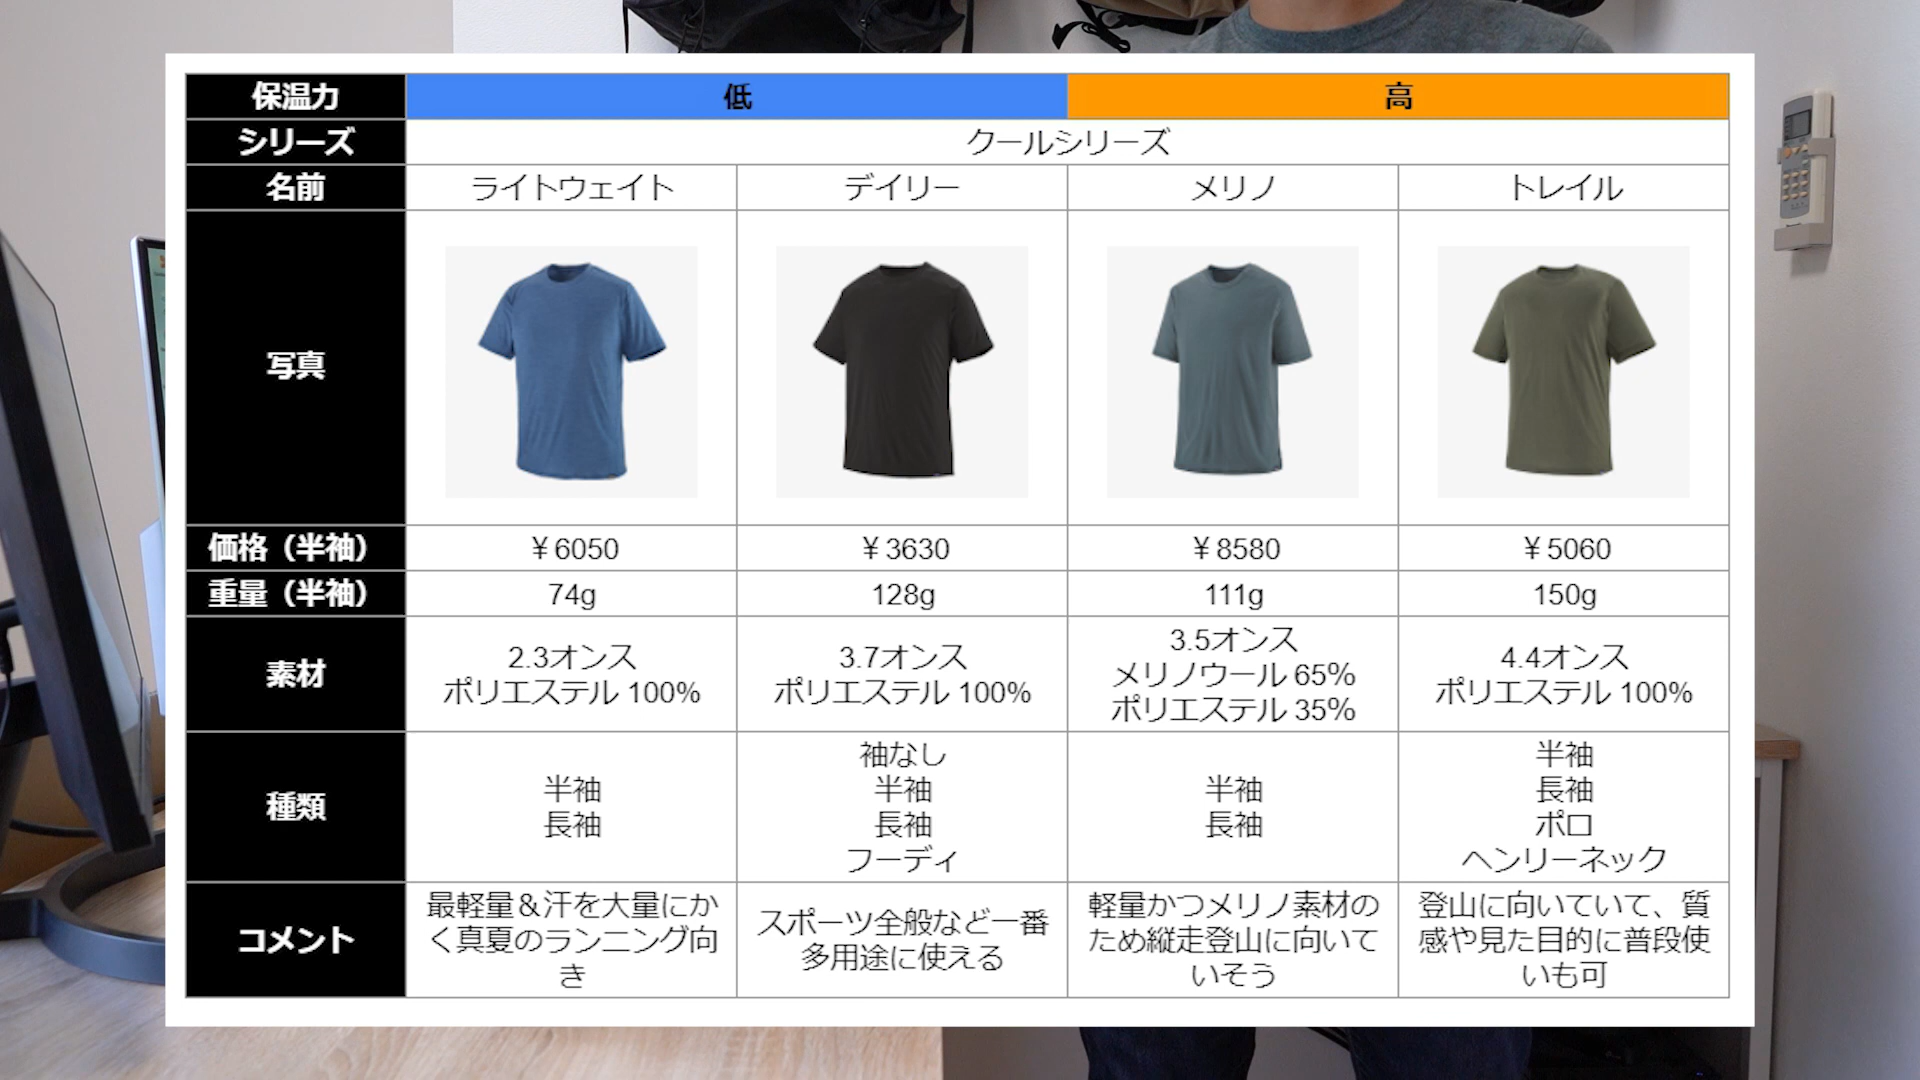 保温力 低 高
シリーズ クールシリーズ
名前 ライトウェイト デイリー メリノ トレイル
写真
価格（半袖） ￥6050 ￥3630 ￥8580 ￥5060
重量（半袖） 74g 128g 111g 150g
素材
2.3オンス
ポリエステル 100%
3.7オンス
ポリエステル 100%
3.5オンス
メリノウール 65%
ポリエステル 35%
4.4オンス
ポリエステル 100%
種類
半袖
長袖
袖なし
半袖
長袖
フーディ
半袖
長袖
半袖
長袖
ポロ
ヘンリーネック
コメント
最軽量＆汗を大量にか
く真夏のランニング向
き
スポーツ全般など一番
多用途に使える
軽量かつメリノ素材の
ため縦走登山に向いて
いそう
登山に向いていて、質
感や見た目的に普段使
いも可